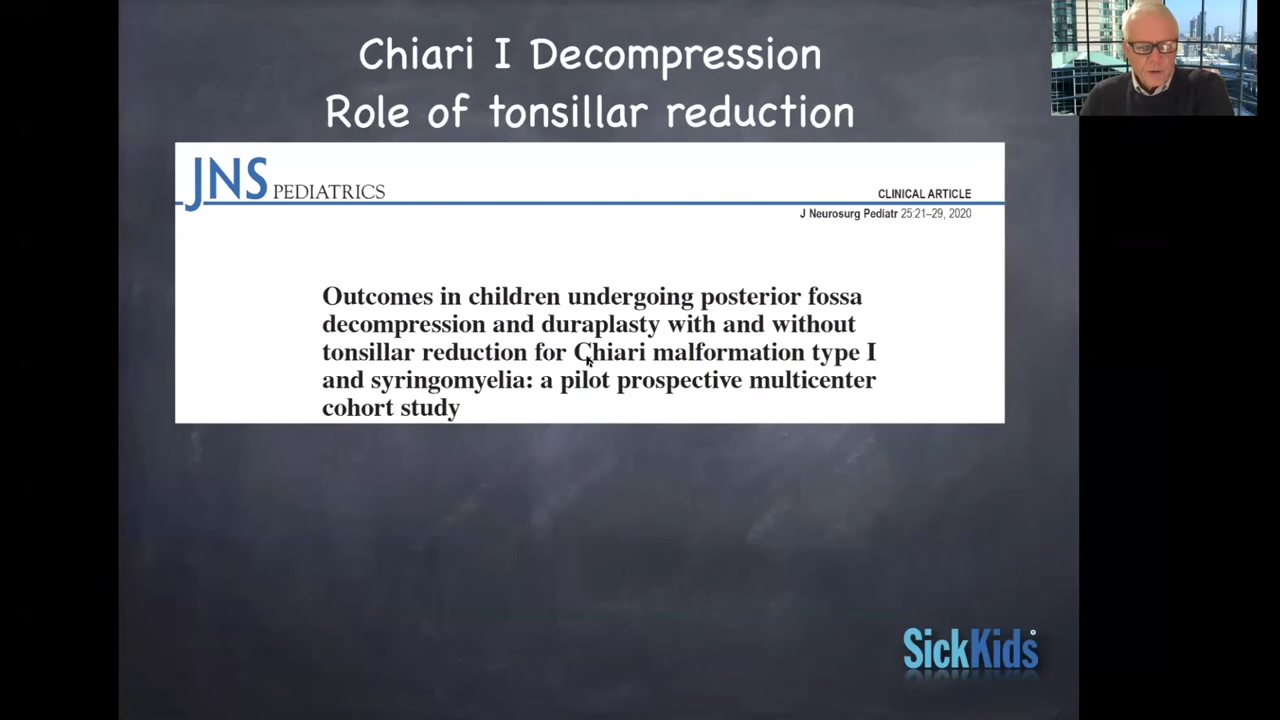 Chiari I Decompression
Role of tonsillar reduction
JNS PEDIATRICS
CLINICAL ARTICLE
J Neurosurg Pediatr 25:21–29, 2020
Outcomes in children undergoing posterior fossa
decompression and duraplasty with and without
tonsillar reduction for Chiari malformation type I
and syringomyelia: a pilot prospective multicenter
cohort study
SickKids